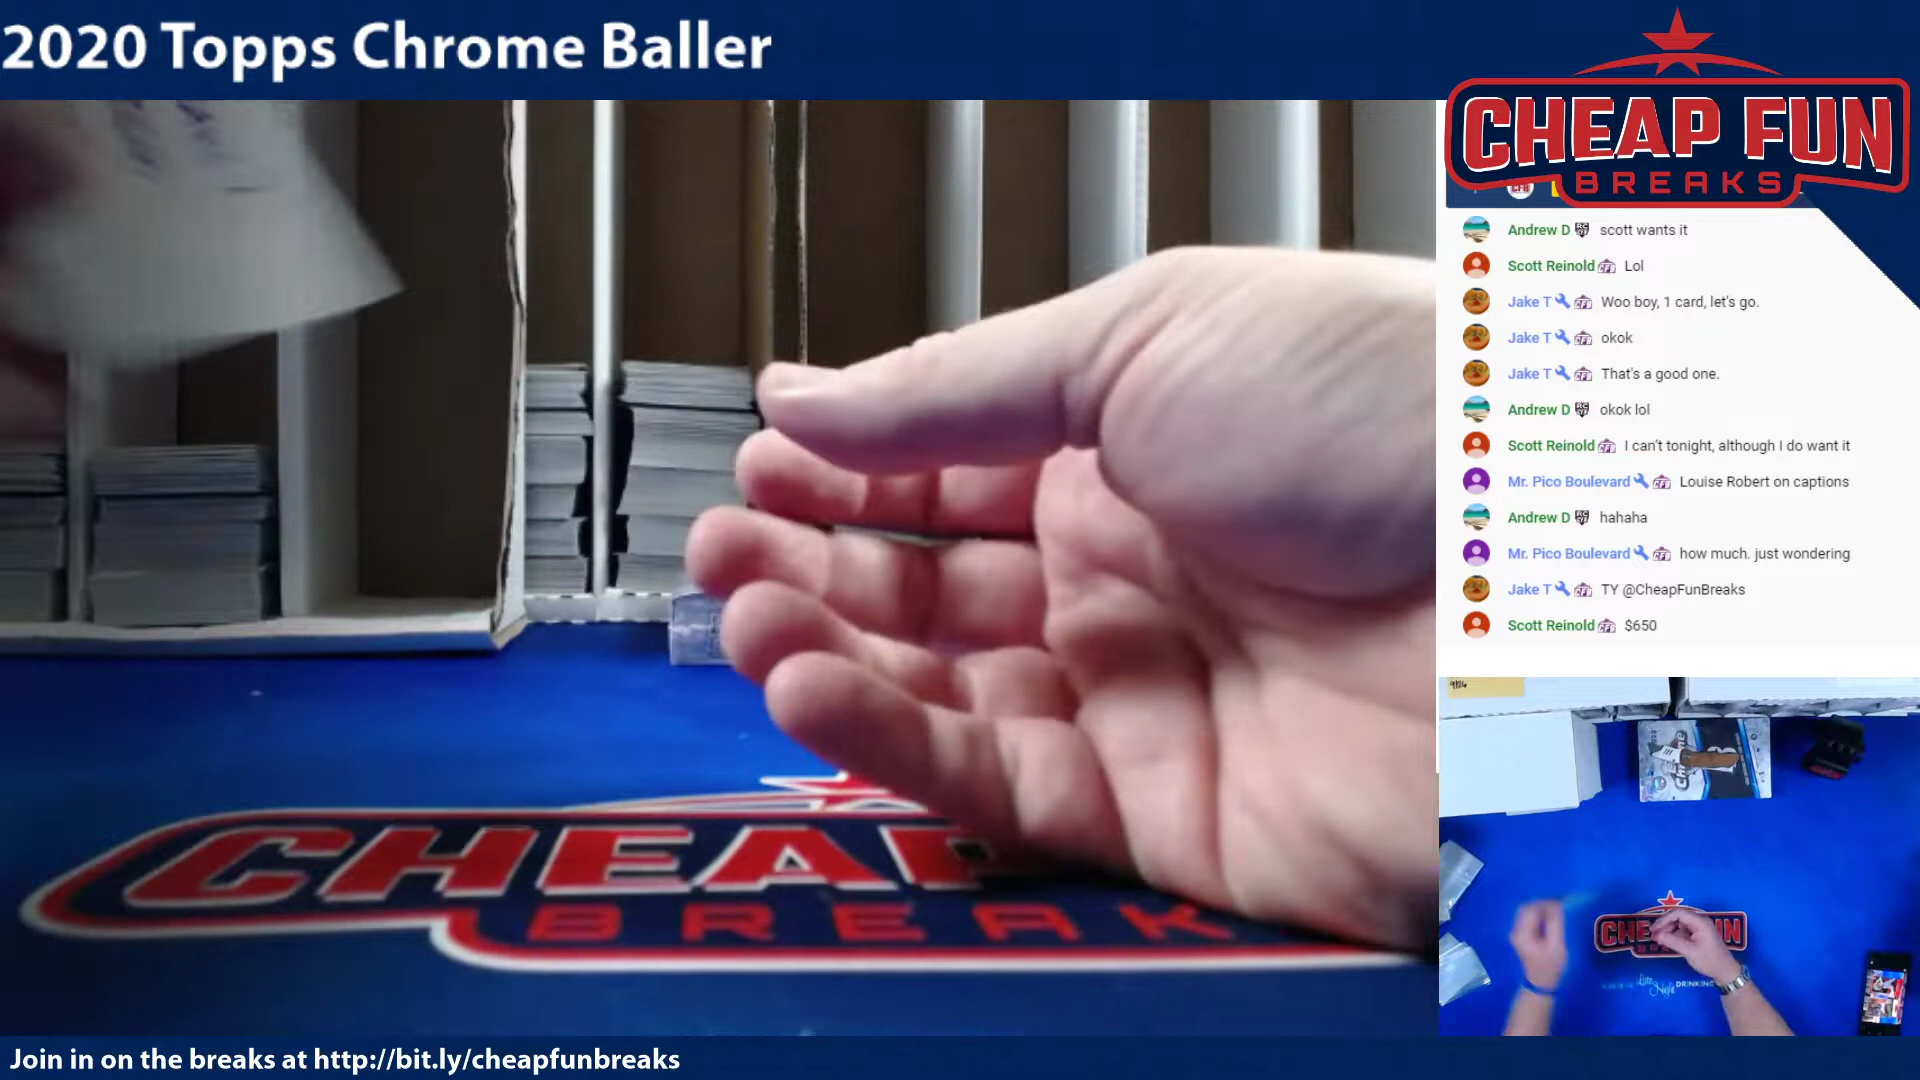 2020 Topps Chrome Baller
CHEAP FUN
BREAKS
Andrew D scott wants it
Scott Reinold Lol
Jake T Woo boy, 1 card, let's go.
Jake T okok
Jake T That's a good one.
Andrew D okok lol
Scott Reinold I can't tonight, although I do want it
Mr. Pico Boulevard Louise Robert on captions
Andrew D hahaha
Mr. Pico Boulevard how much. just wondering
Jake T TY @CheapFunBreaks
Scott Reinold $650
CHEAP
BREAK
DRINKING
Join in on the breaks at http://bit.ly/cheapfunbreaks